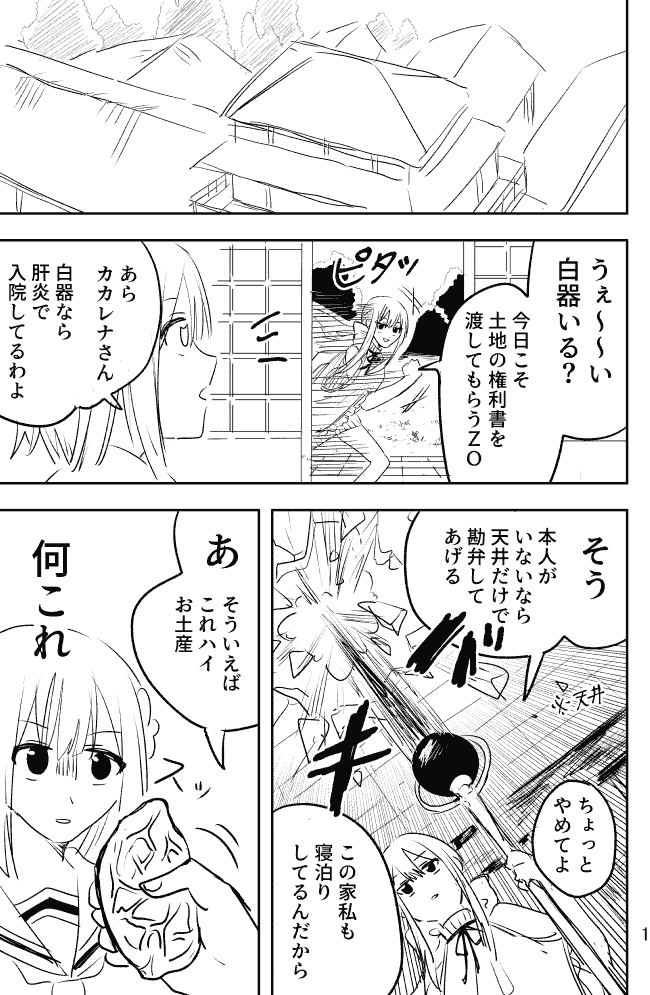 うぇ～～い
白器いる？
今日こそ
土地の権利書を
渡してもらうZO
ピタッ
あら
カカレナさん
白器なら
肝炎で
入院してるわよ
そう
本人が
いないなら
天井だけで
勘弁して
あげる
バキ
※天井
ちょっと
やめてよ
この家私も
寝泊り
してるんだから
あ
そういえば
これハイ
お土産
スッ
何これ
1